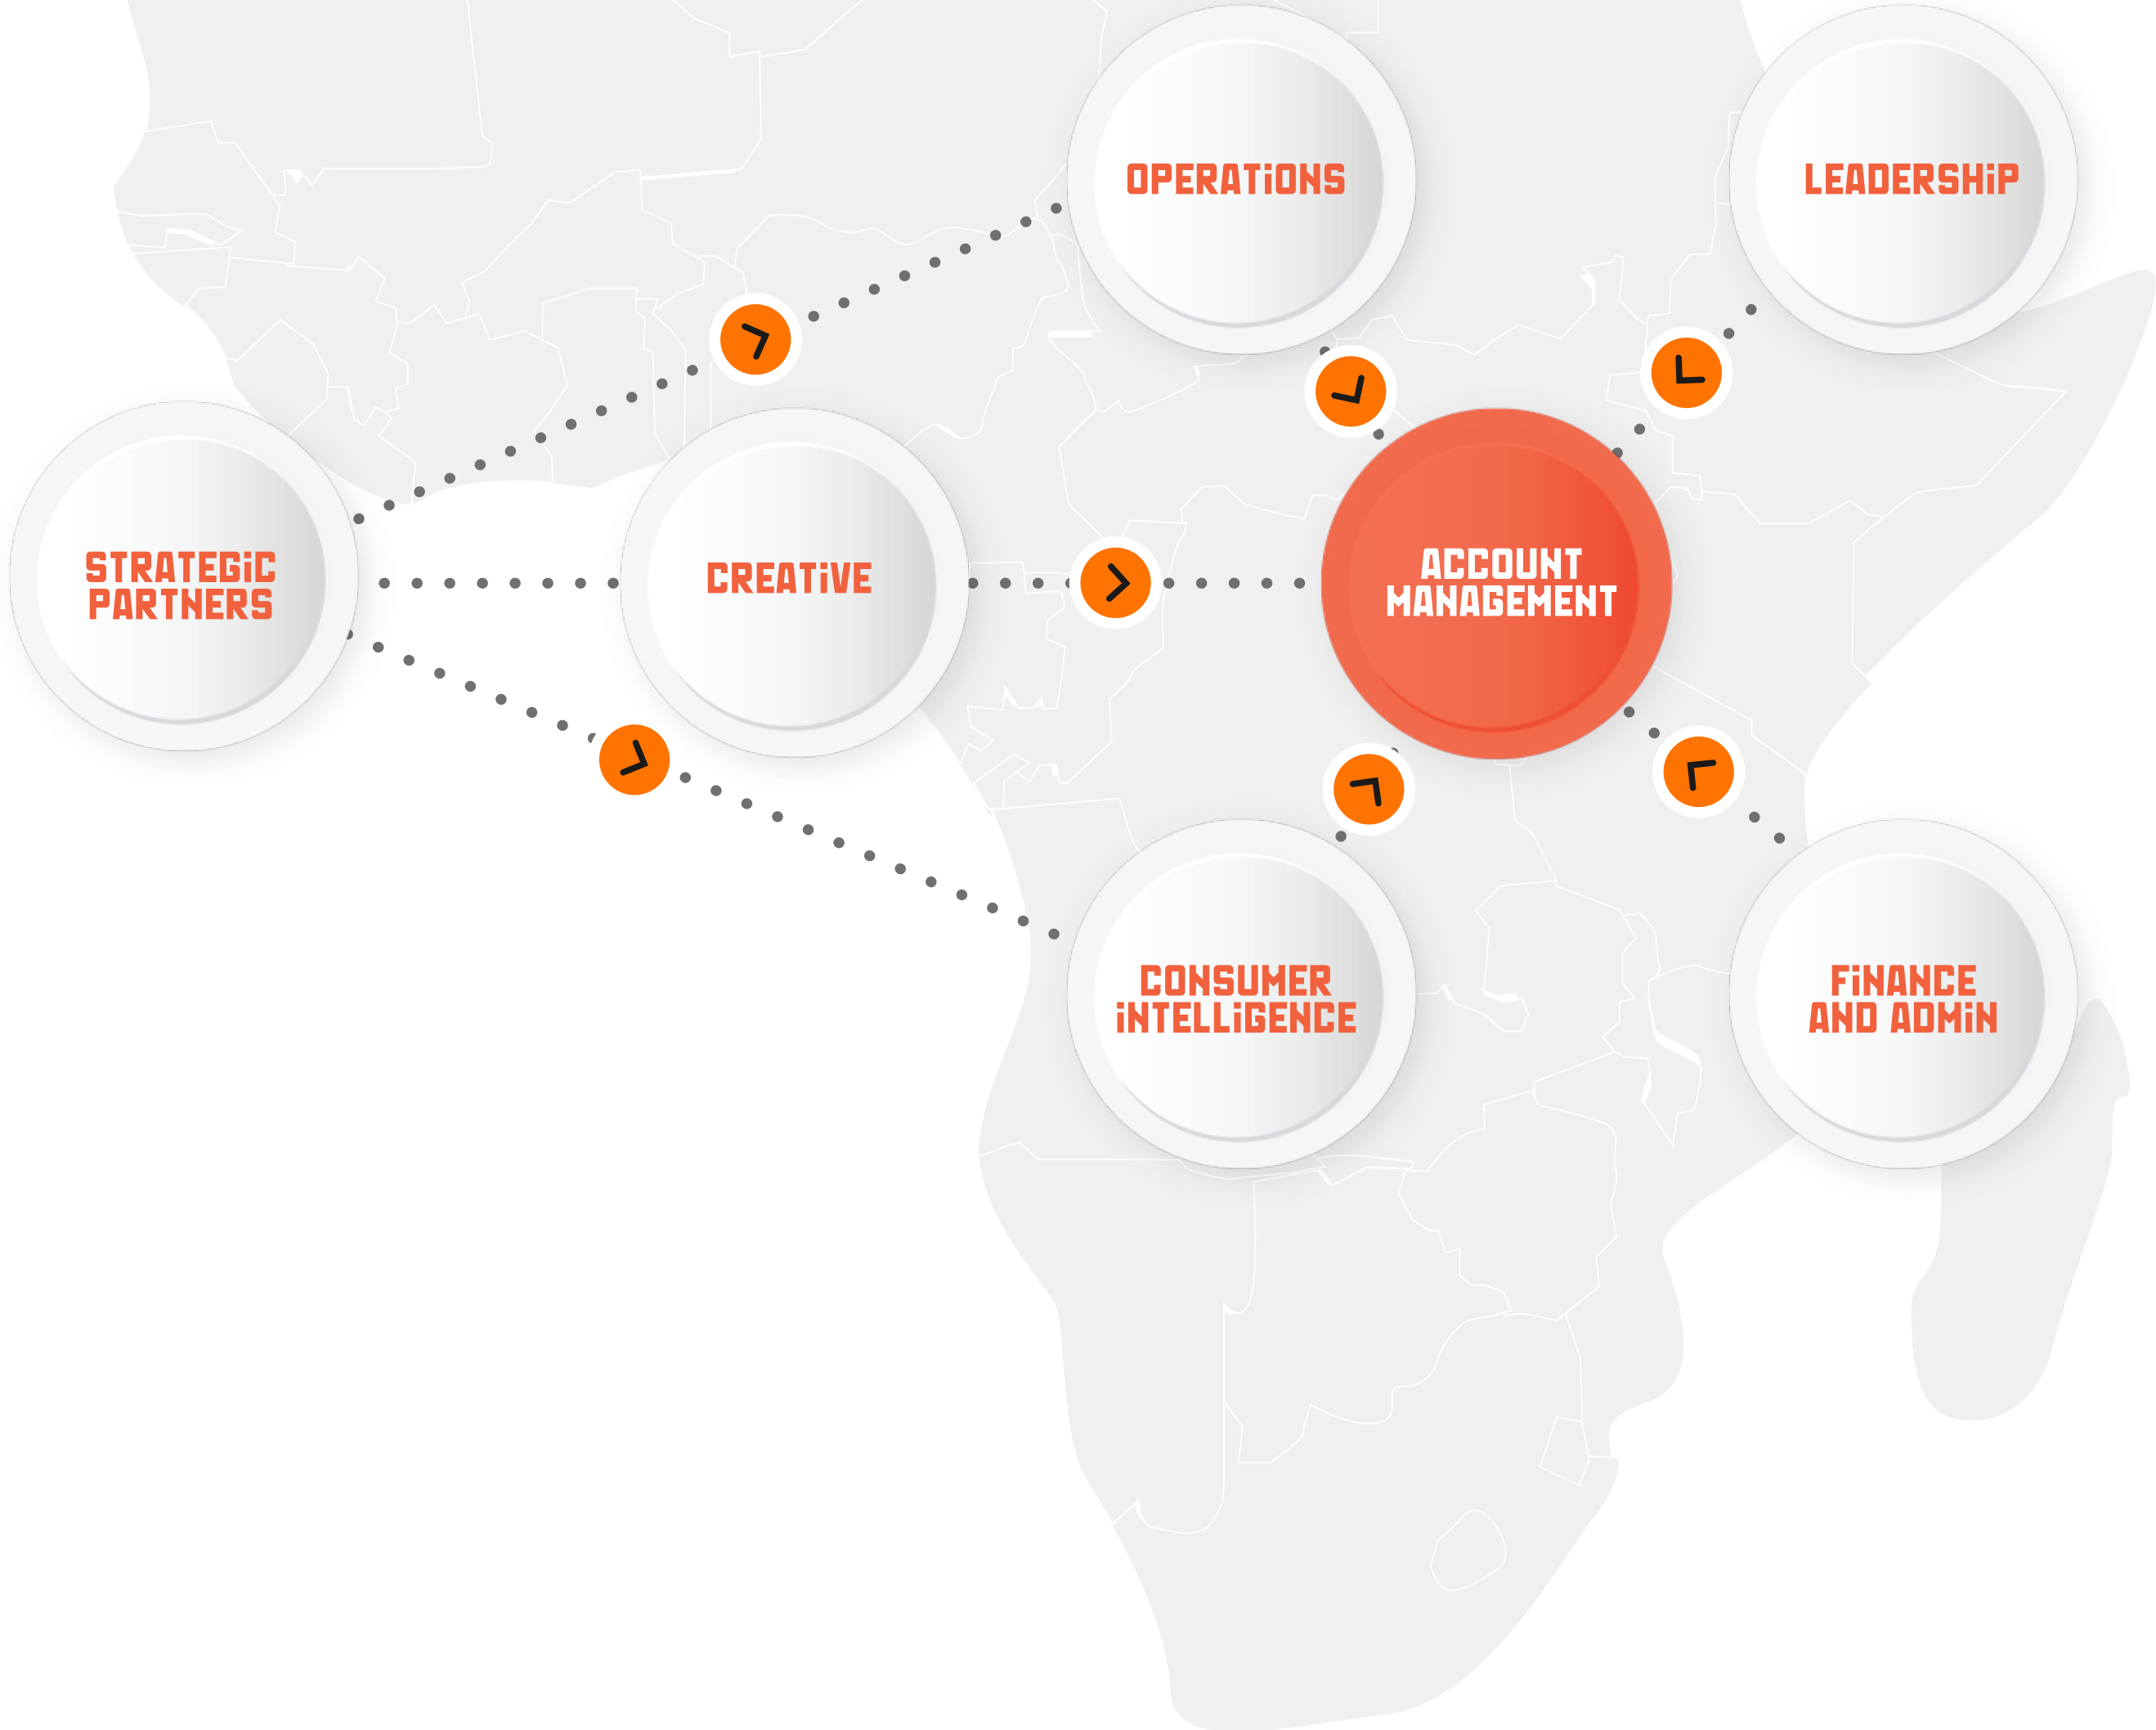 OPERATiONS
LEADERSHiP
STRATEGiC
PARTNERS
CREATiVE
ACCOUNT
MANAGEMENT
CONSUMER
iNTELLiGENCE
FiNANCE
AND ADMiN